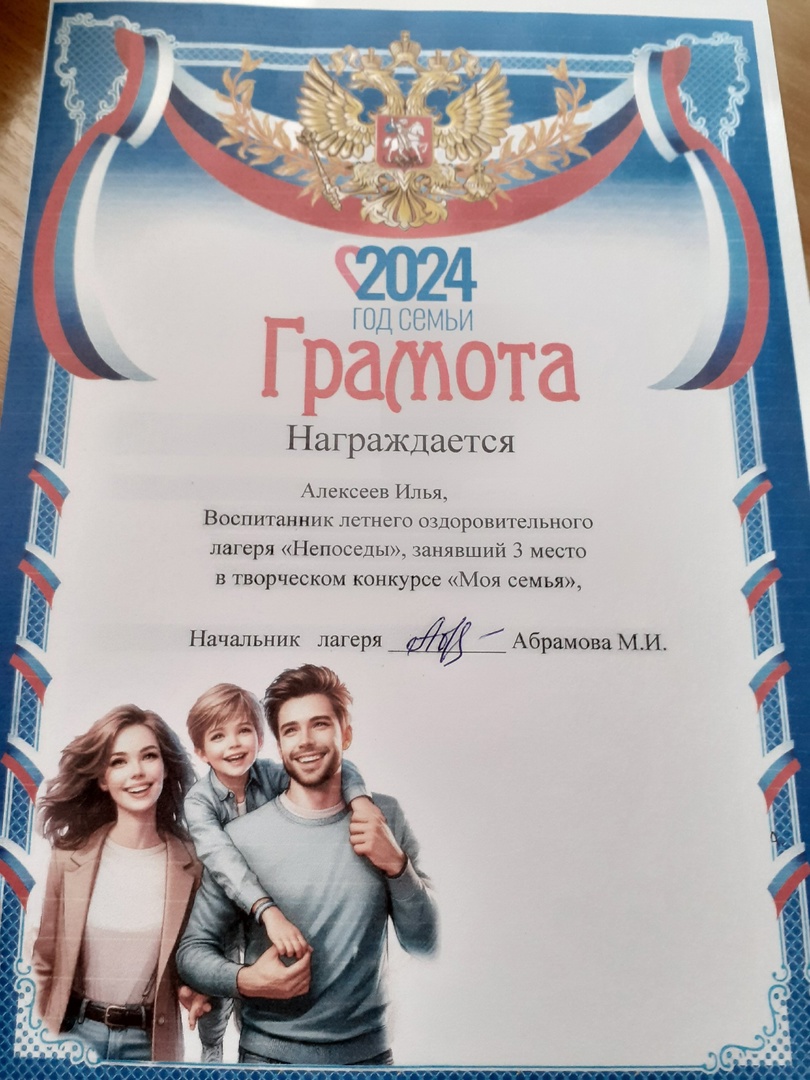 2024
год семьи
Грамота
Награждается
Алексеев Илья,
Воспитанник летнего оздоровительного
лагеря «Непоседы», занявший 3 место
в творческом конкурсе «Моя семья»,
Начальник лагеря __________ Абрамова М.И.